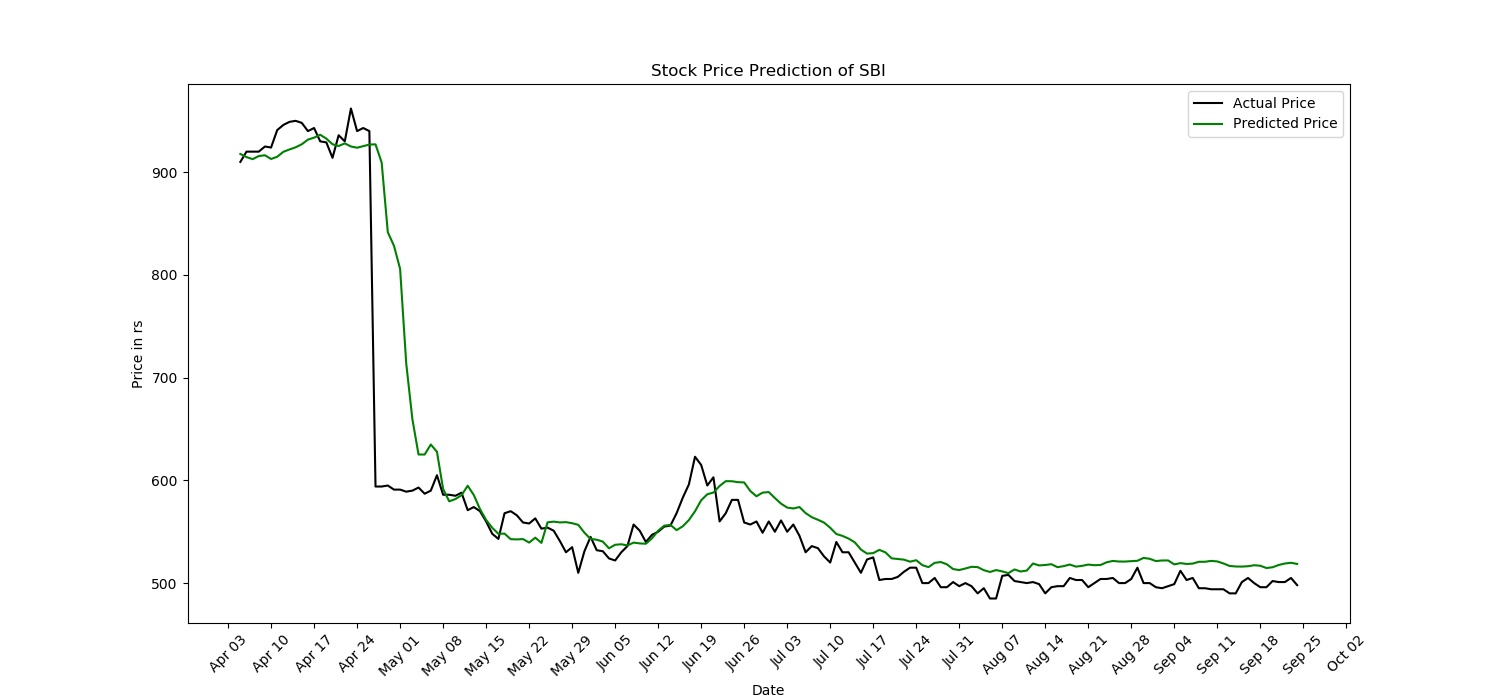 Stock Price Prediction of SBI
Actual Price
Predicted Price
Price in rs
900
800
700
600
500
Apr 03
Apr 10
Apr 17
Apr 24
May 01
May 08
May 15
May 22
May 29
Jun 05
Jun 12
Jun 19
Jun 26
Jul 03
Jul 10
Jul 17
Jul 24
Jul 31
Aug 07
Aug 14
Aug 21
Aug 28
Sep 04
Sep 11
Sep 18
Sep 25
Oct 02
Date